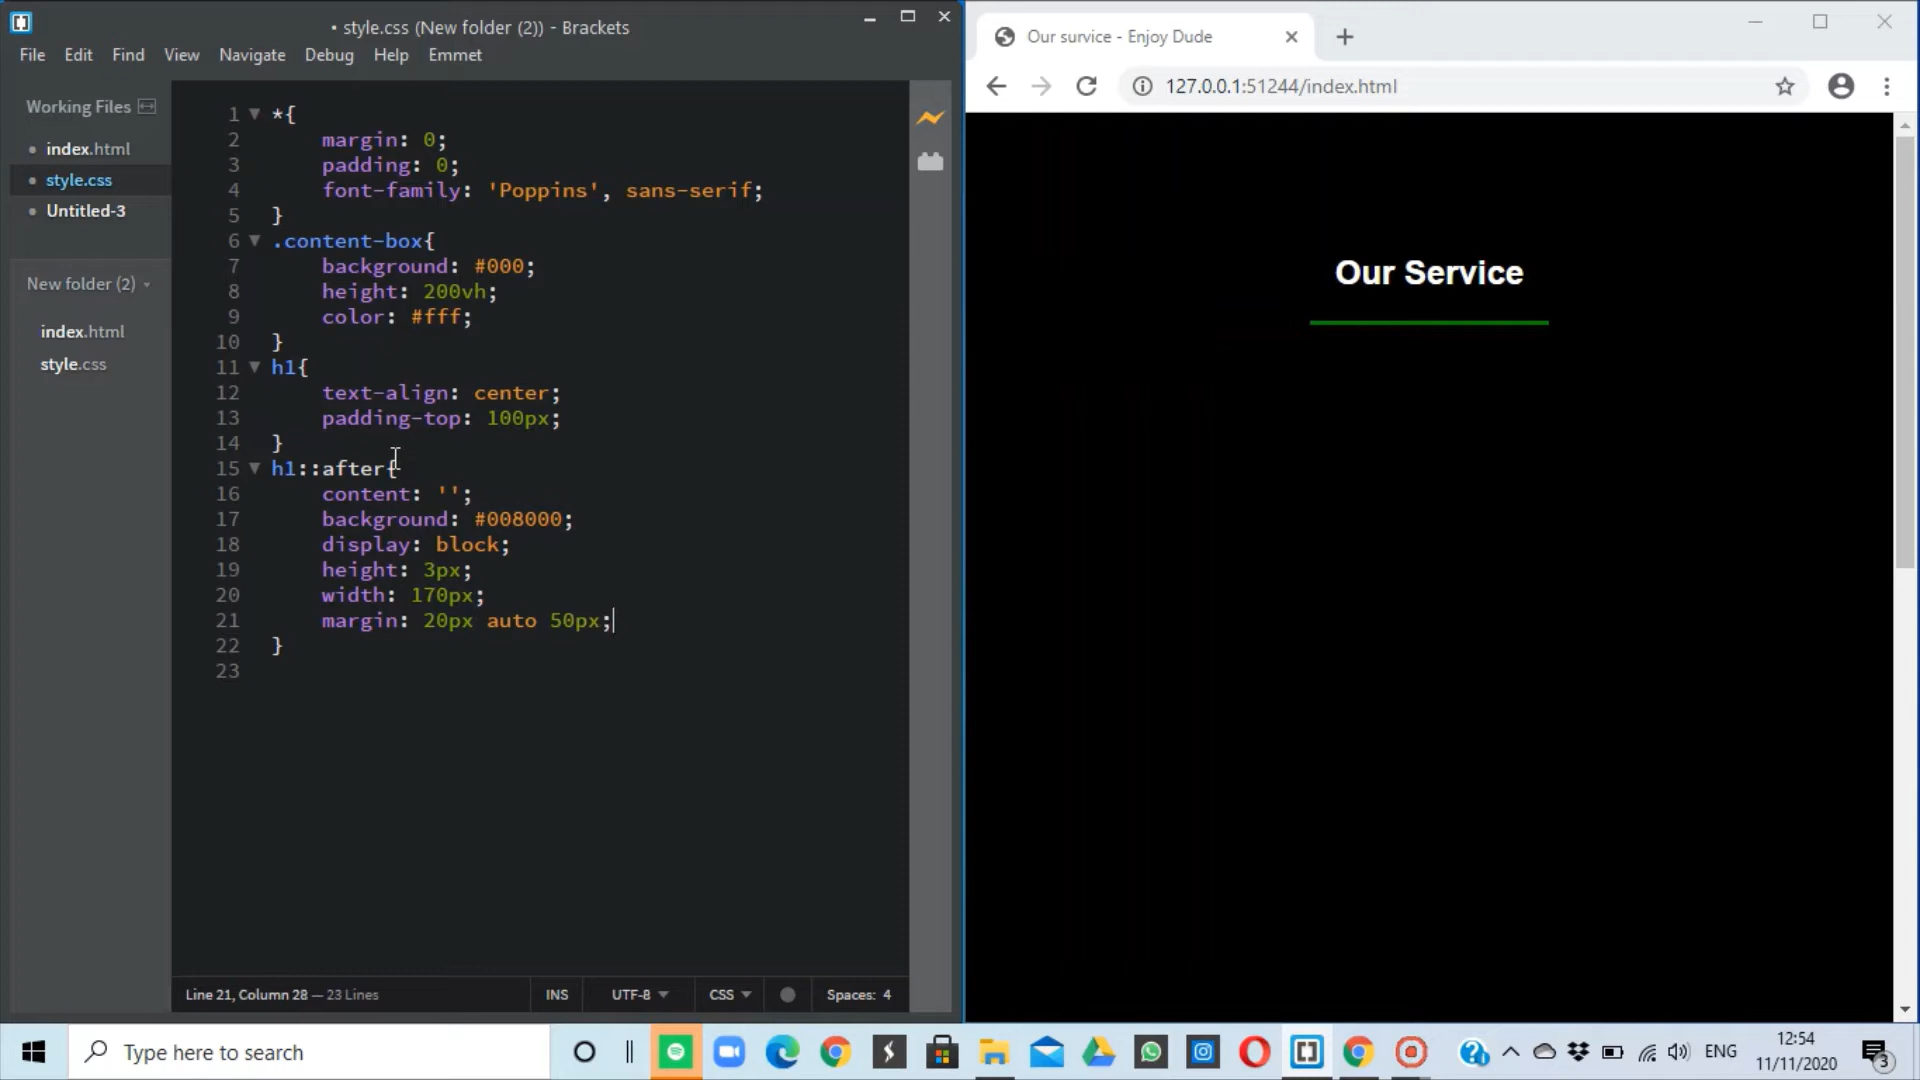 • style.css (New folder (2)) - Brackets
File Edit Find View Navigate Debug Help Emmet
Working Files
• index.html
• style.css
• Untitled-3
New folder (2)
index.html
style.css
1 *{
2 margin: 0;
3 padding: 0;
4 font-family: 'Poppins', sans-serif;
5 }
6 .content-box{
7 background: #000;
8 height: 200vh;
9 color: #fff;
10 }
11 h1{
12 text-align: center;
13 padding-top: 100px;
14 }
15 h1::after{
16 content: '';
17 background: #008000;
18 display: block;
19 height: 3px;
20 width: 170px;
21 margin: 20px auto 50px;
22 }
23
Line 21, Column 28 — 23 Lines INS UTF-8 CSS Spaces: 4
Our survice - Enjoy Dude
127.0.0.1:51244/index.html
Our Service
Type here to search
ENG
12:54
11/11/2020
3